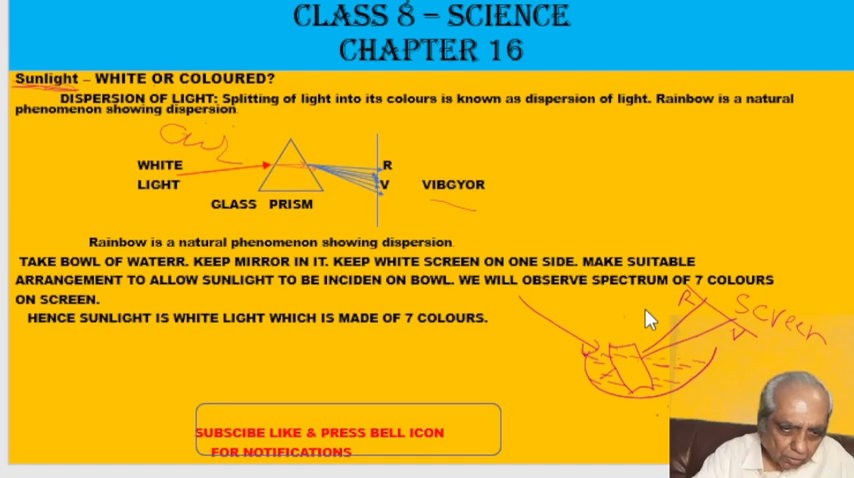 CLASS 8 – SCIENCE
CHAPTER 16
Sunlight – WHITE OR COLOURED?
DISPERSION OF LIGHT: Splitting of light into its colours is known as dispersion of light. Rainbow is a natural
phenomenon showing dispersion.
air
WHITE
R
LIGHT
V
VIBGYOR
GLASS PRISM
Rainbow is a natural phenomenon showing dispersion.
TAKE BOWL OF WATERR. KEEP MIRROR IN IT. KEEP WHITE SCREEN ON ONE SIDE. MAKE SUITABLE
ARRANGEMENT TO ALLOW SUNLIGHT TO BE INCIDEN ON BOWL. WE WILL OBSERVE SPECTRUM OF 7 COLOURS
ON SCREEN.
R
Screen
V
HENCE SUNLIGHT IS WHITE LIGHT WHICH IS MADE OF 7 COLOURS.
SUBSCIBE LIKE & PRESS BELL ICON
FOR NOTIFICATIONS